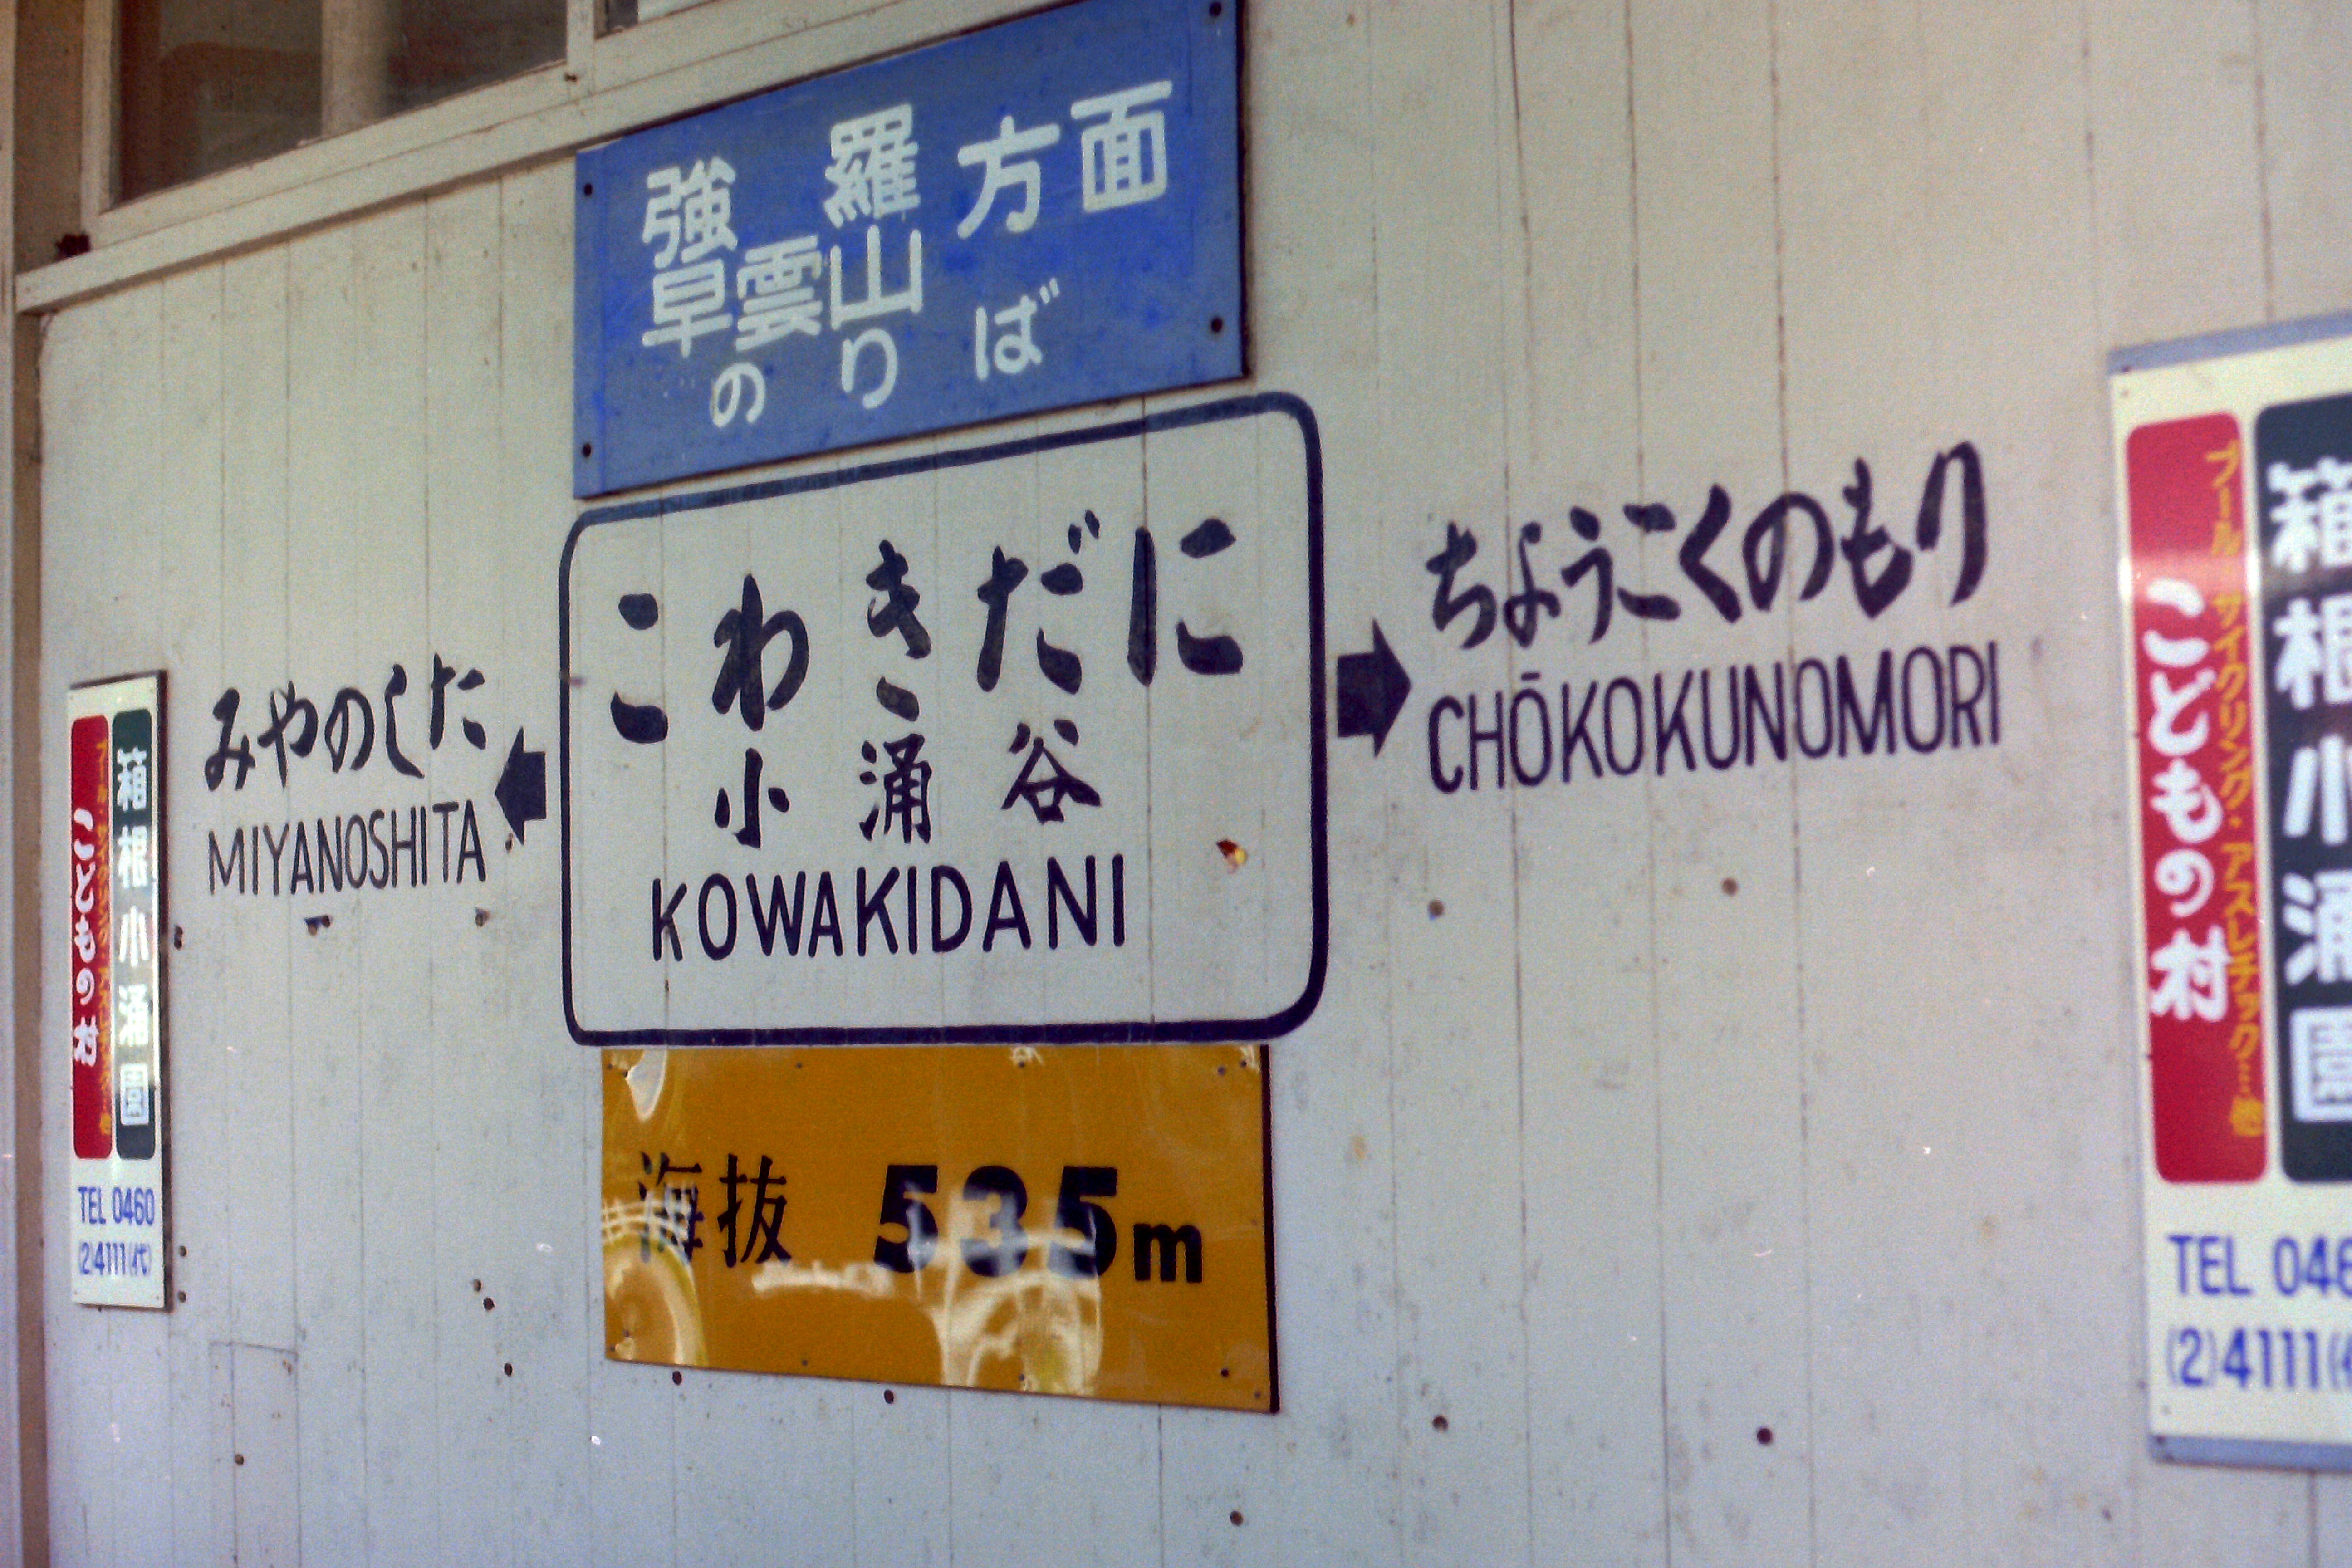 強羅方面
早雲山
のりば
こわきだに
小涌谷
KOWAKIDANI
みやのした
MIYANOSHITA
ちょうこくのもり
CHŌKOKUNOMORI
海抜 535m
箱根小涌園
こどもの村
TEL 0460
(2)4111(代)
箱根小涌園
プール・サイクリング・アスレチック…他
こどもの村
TEL 046
(2)4111(